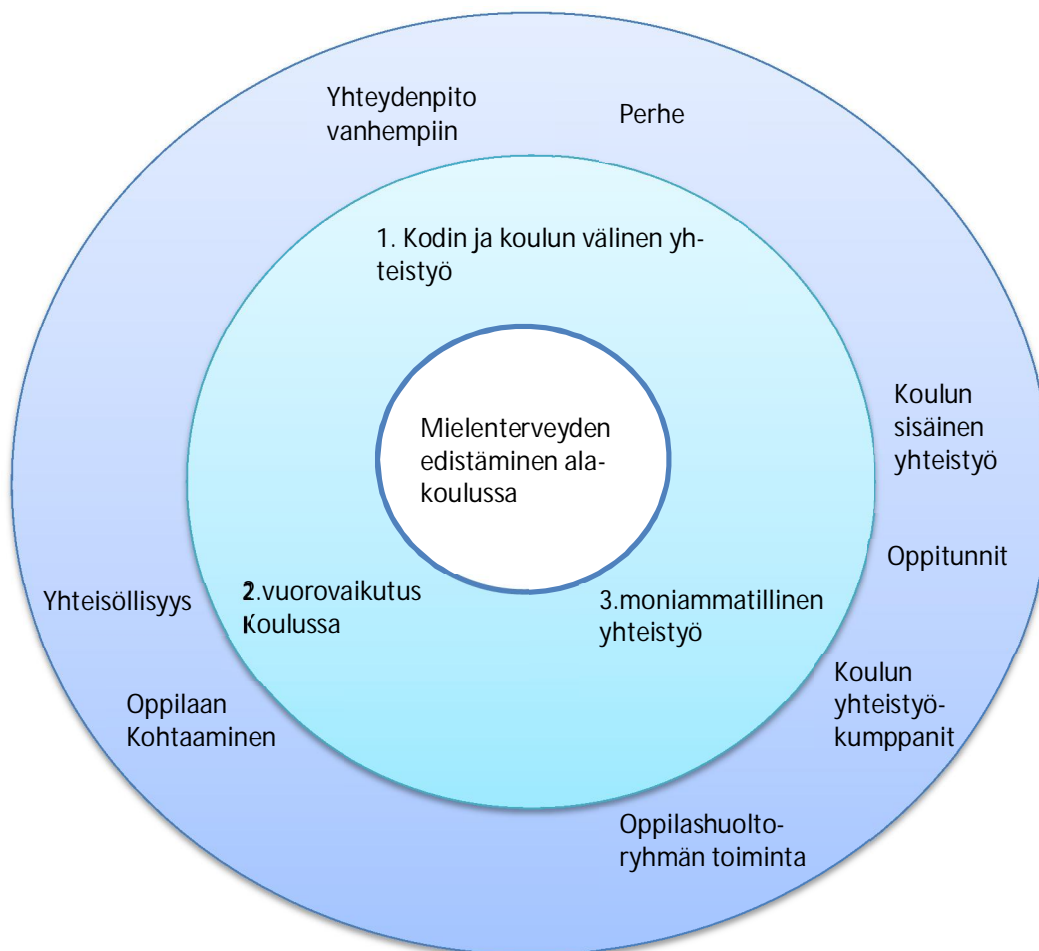 Yhteydenpito
vanhempiin
Perhe
1. Kodin ja koulun välinen yh-
teistyö
Koulun
sisäinen
yhteistyö
Mielenterveyden
edistäminen ala-
koulussa
Oppitunnit
Yhteisöllisyys
2.vuorovaikutus
Koulussa
3.moniammatillinen
yhteistyö
Oppilaan
Kohtaaminen
Koulun
yhteistyö-
kumppanit
Oppilashuolto-
ryhmän toiminta